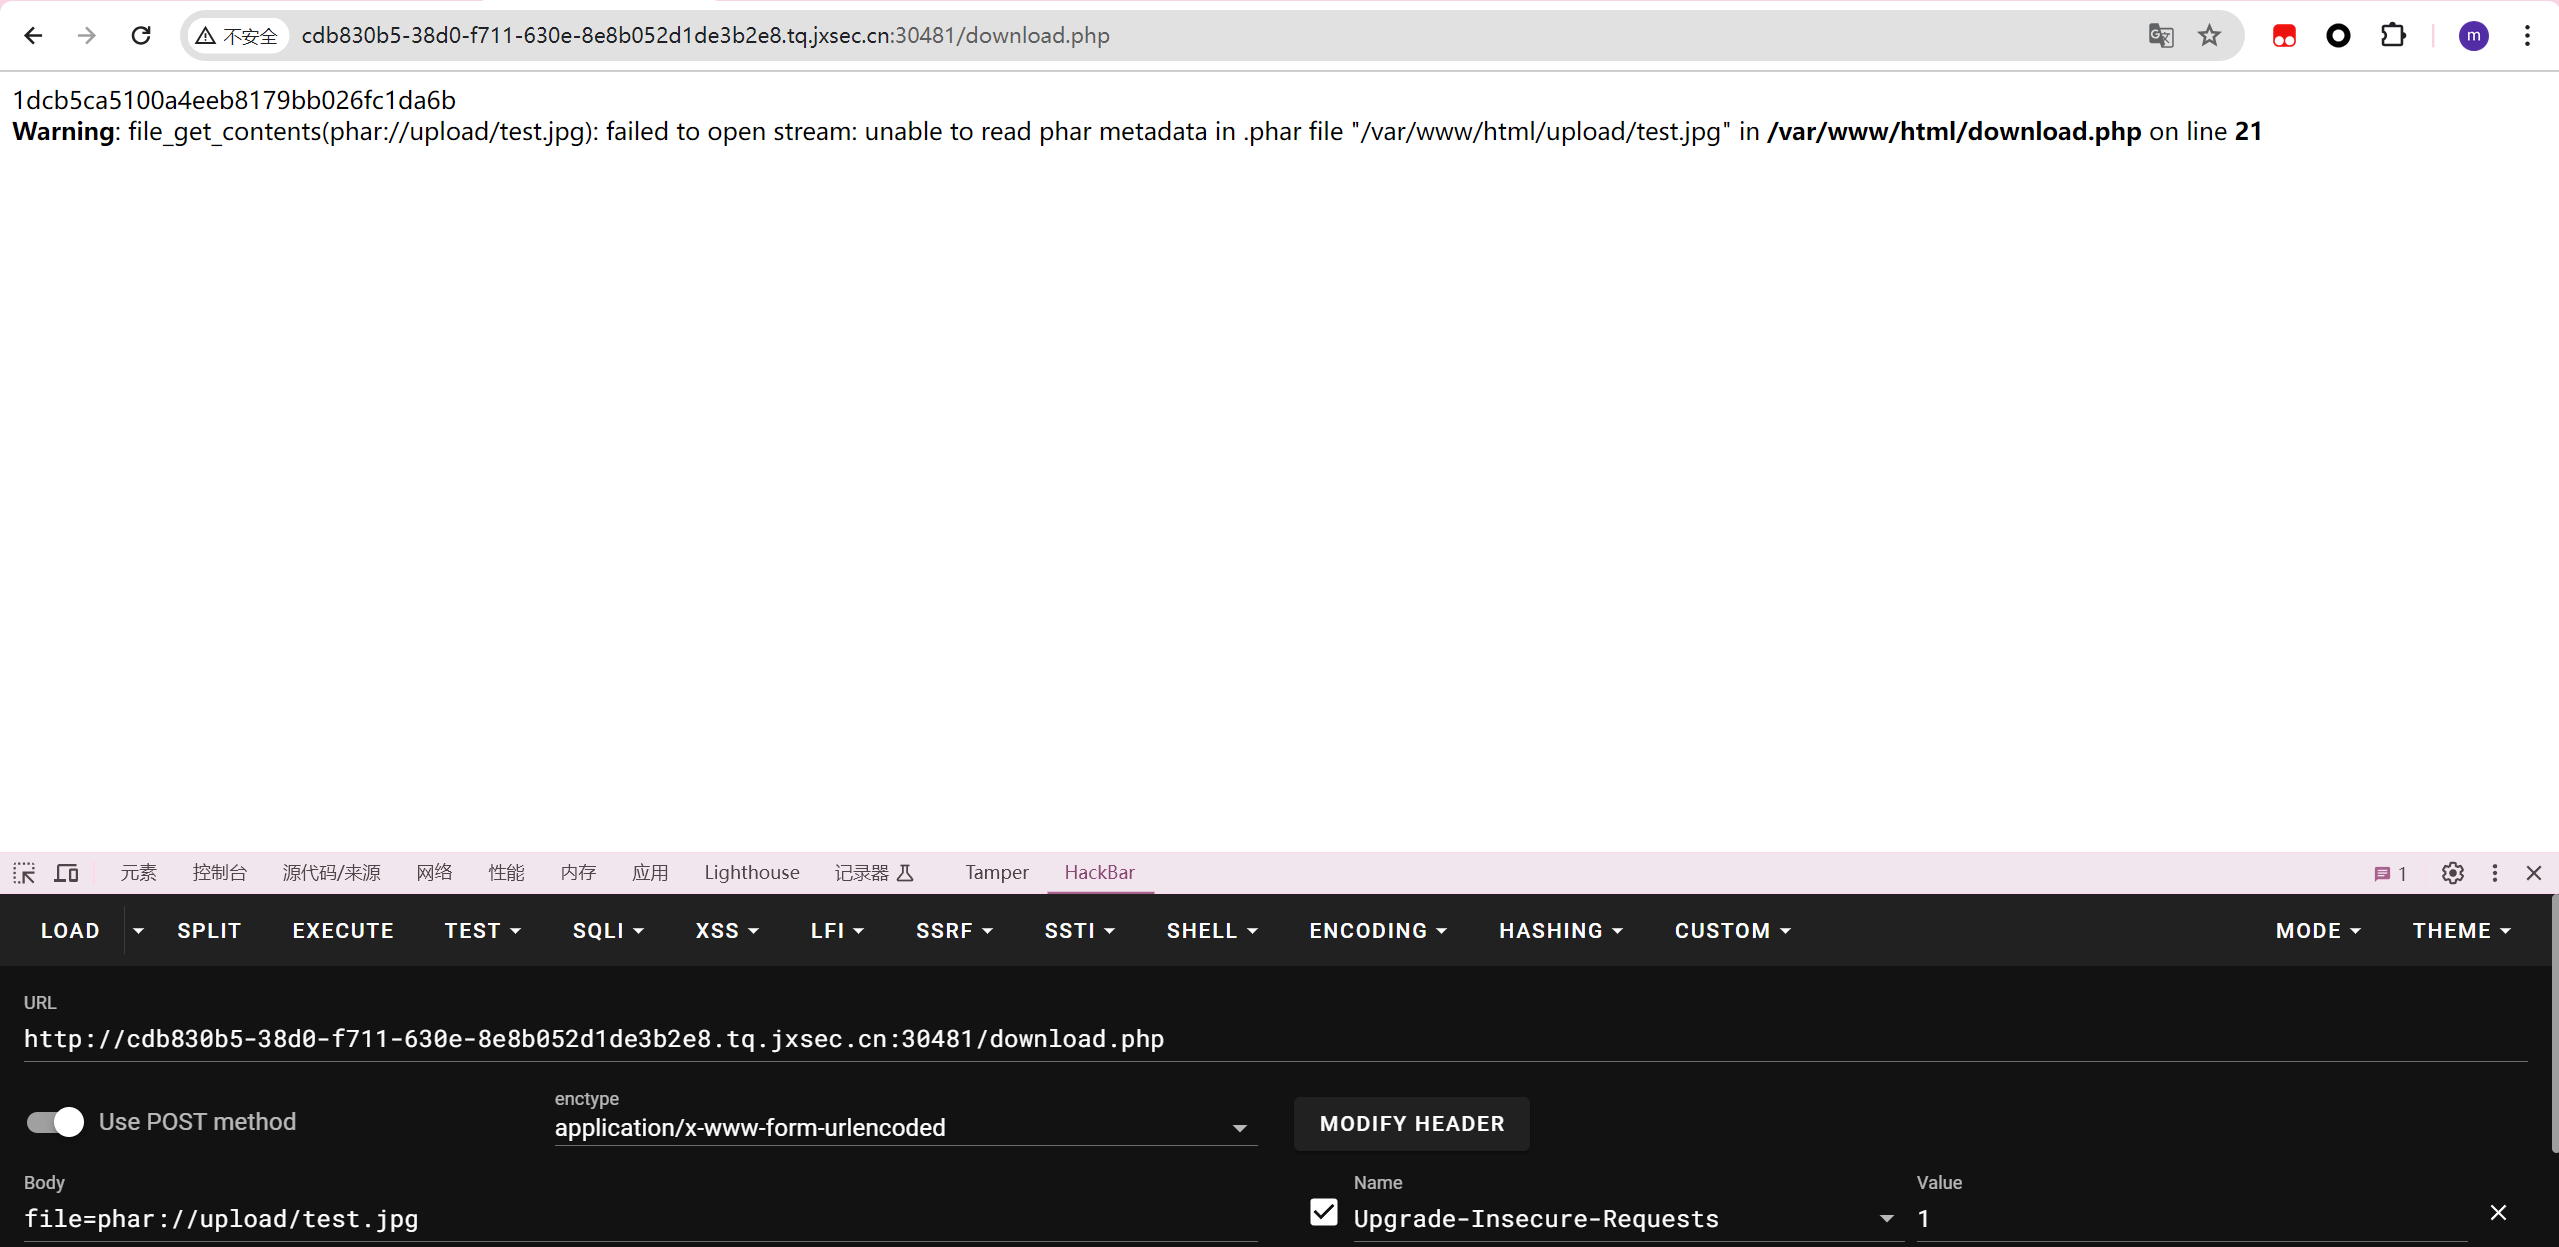 不安全 cdb830b5-38d0-f711-630e-8e8b052d1de3b2e8.tq.jxsec.cn:30481/download.php m
1dcb5ca5100a4eeb8179bb026fc1da6b
Warning: file_get_contents(phar://upload/test.jpg): failed to open stream: unable to read phar metadata in .phar file "/var/www/html/upload/test.jpg" in /var/www/html/download.php on line 21
元素 控制台 源代码/来源 网络 性能 内存 应用 Lighthouse 记录器 Tamper HackBar 1
LOAD SPLIT EXECUTE TEST SQLI XSS LFI SSRF SSTI SHELL ENCODING HASHING CUSTOM MODE THEME
URL
http://cdb830b5-38d0-f711-630e-8e8b052d1de3b2e8.tq.jxsec.cn:30481/download.php
Use POST method
enctype
application/x-www-form-urlencoded
MODIFY HEADER
Body
file=phar://upload/test.jpg
Name
Upgrade-Insecure-Requests
Value
1